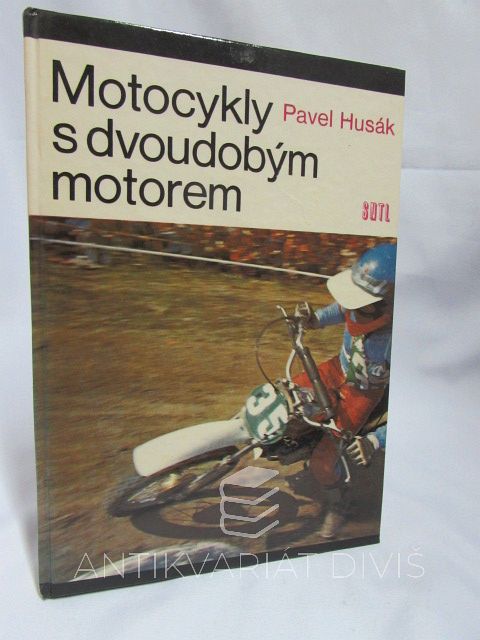 Motocykly
s dvoudobým
motorem
Pavel Husák
SNTL
35
ANTIKVARIÁT DIVIŠ